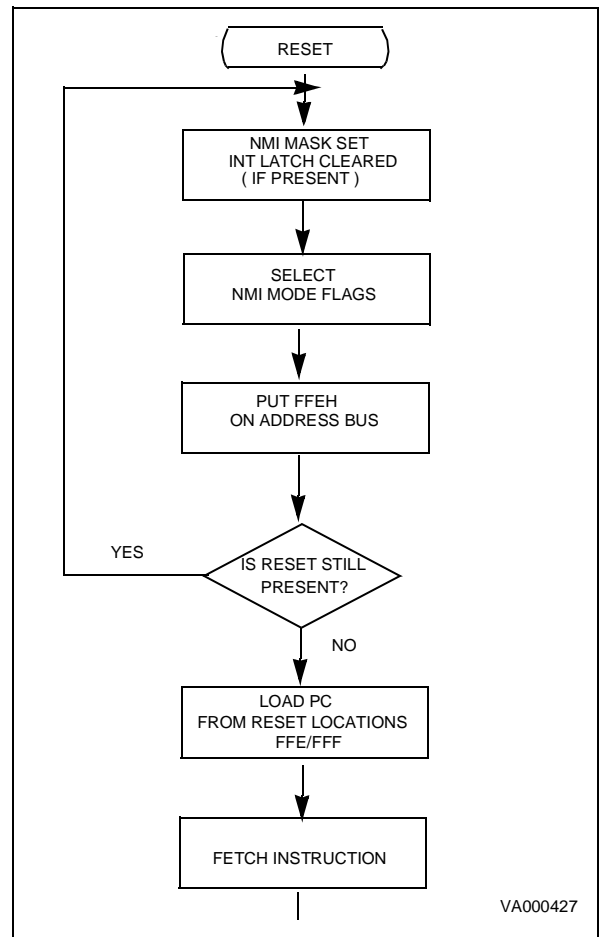 RESET
NMI MASK SET
INT LATCH CLEARED
( IF PRESENT )
SELECT
NMI MODE FLAGS
PUT FFEH
ON ADDRESS BUS
YES
IS RESET STILL
PRESENT?
NO
LOAD PC
FROM RESET LOCATIONS
FFE/FFF
FETCH INSTRUCTION
VA000427